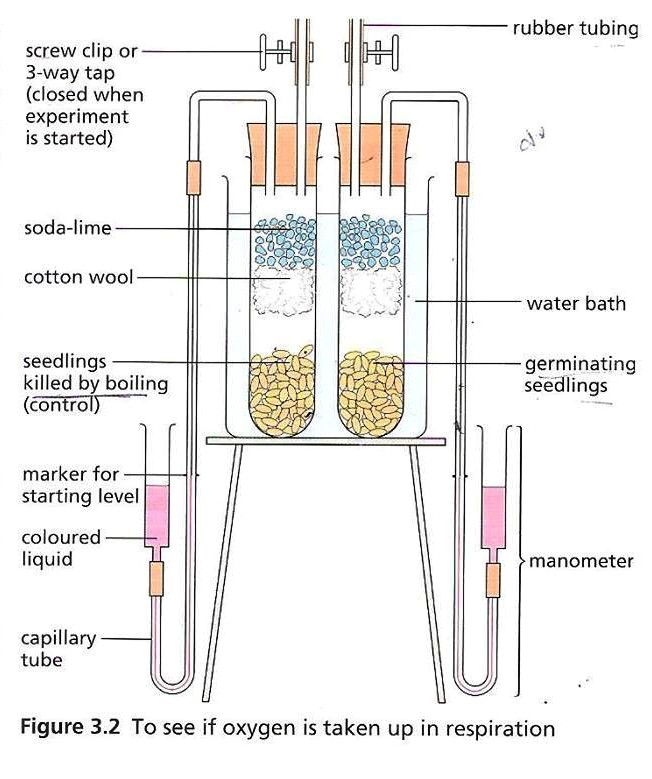 rubber tubing
screw clip or
3-way tap
(closed when
experiment
is started)
soda-lime
cotton wool
water bath
seedlings
killed by boiling
(control)
germinating
seedlings
marker for
starting level
coloured
liquid
manometer
capillary
tube
Figure 3.2 To see if oxygen is taken up in respiration